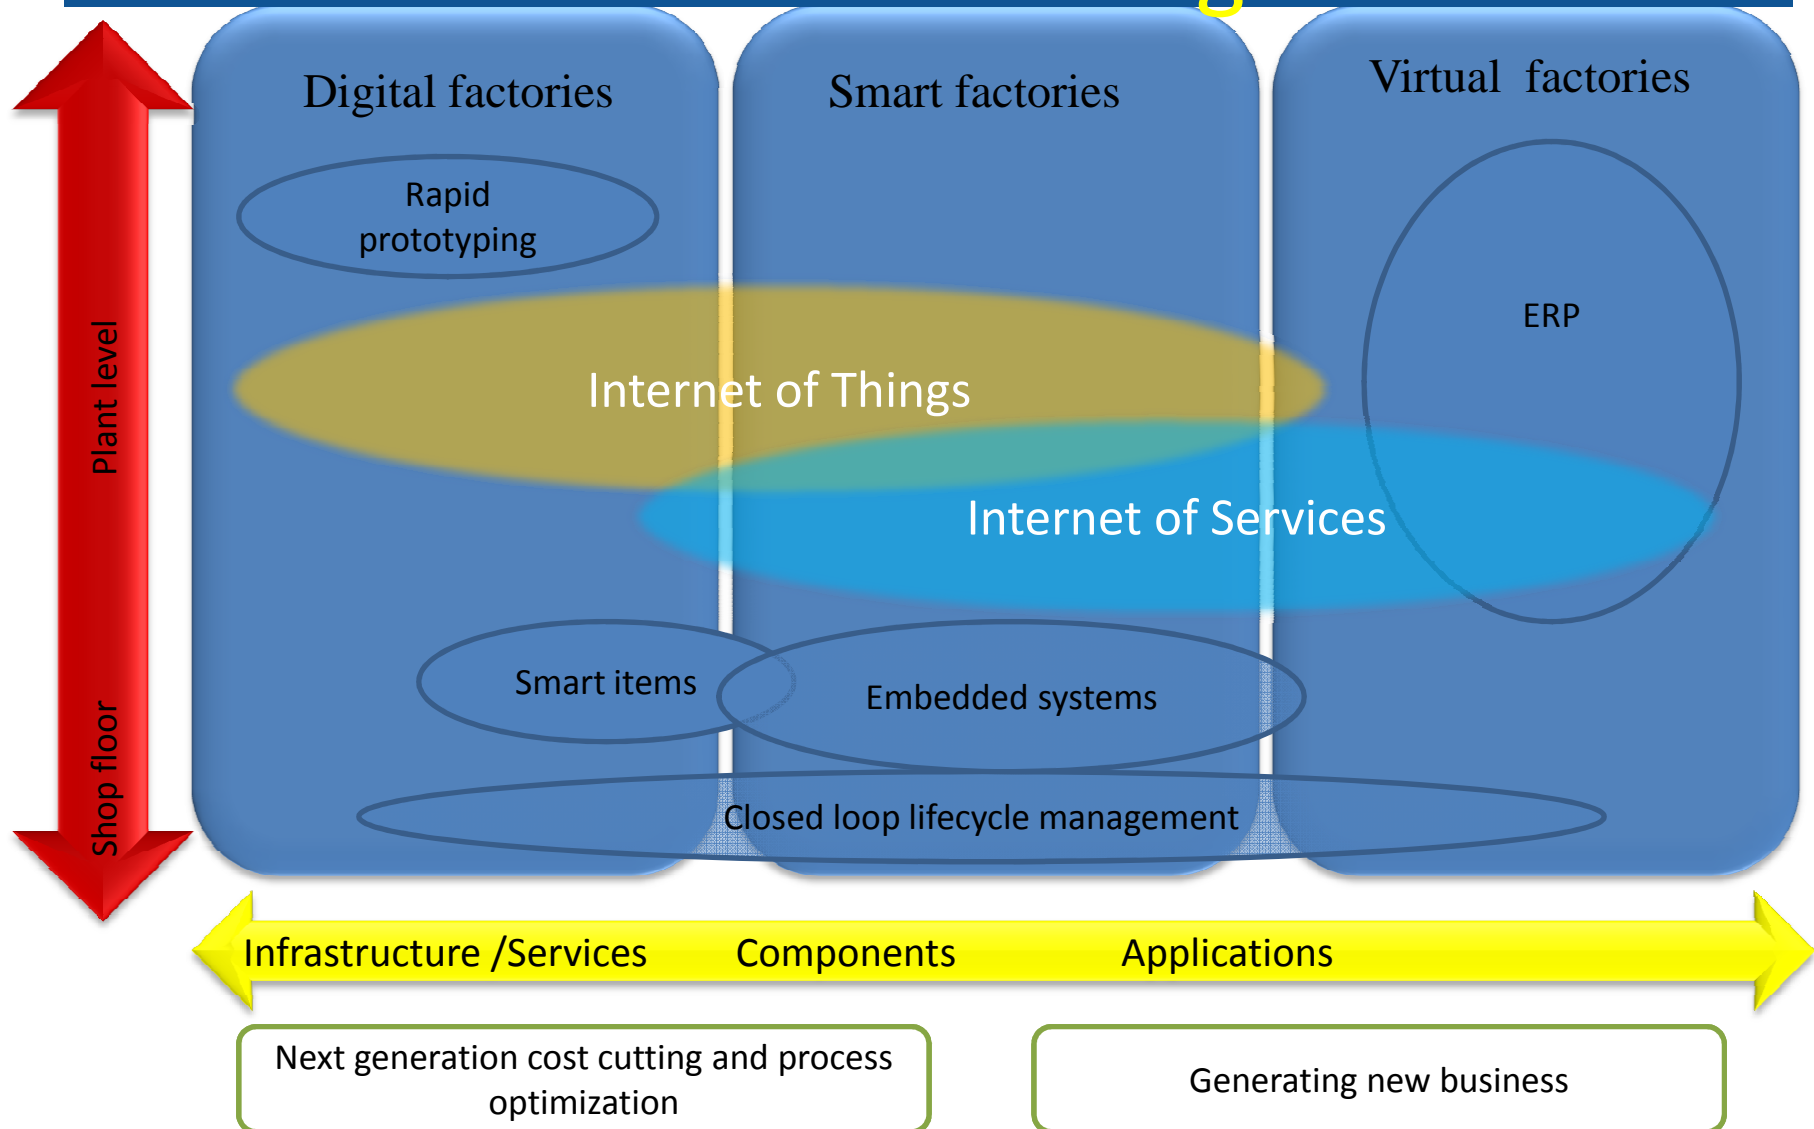 Digital factories
Smart factories
Virtual factories
Rapid
prototyping
ERP
Plant level
Internet of Things
Internet of Services
Smart items
Embedded systems
Shop floor
Closed loop lifecycle management
Infrastructure /Services
Components
Applications
Next generation cost cutting and process
optimization
Generating new business